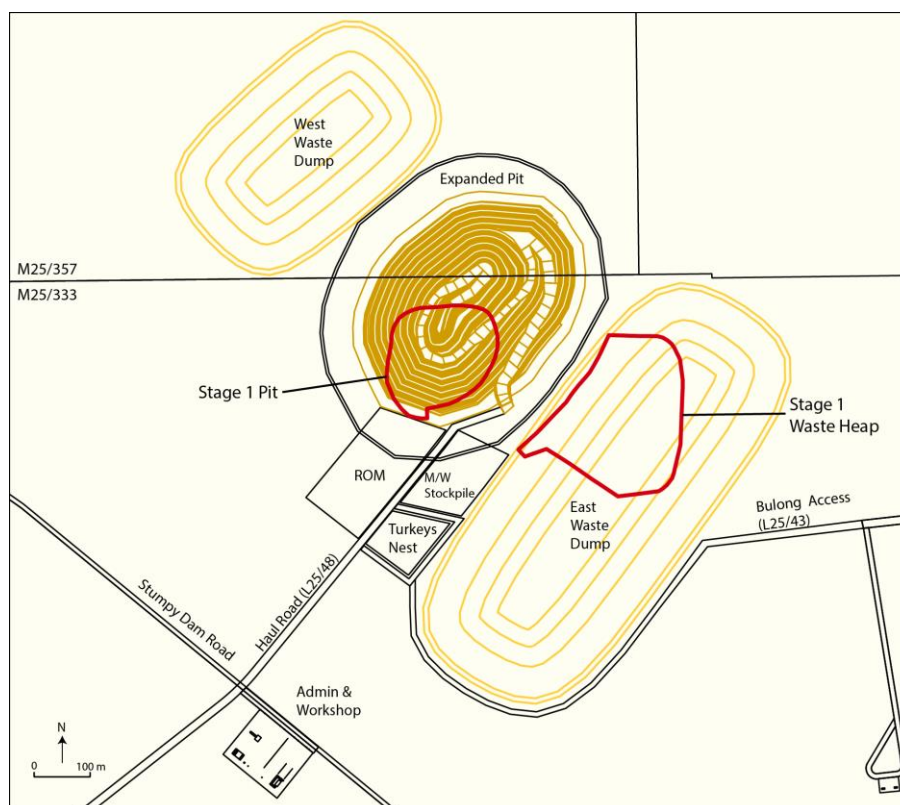 West
Waste
Dump
Expanded Pit
M25/357
M25/333
Stage 1 Pit
Stage 1
Waste Heap
ROM
M/W
Stockpile
Turkeys
Nest
East
Waste
Dump
Bulong Access
(L25/43)
Haul Road (L25/48)
Stumpy Dam Road
Admin &
Workshop
N
0 100 m